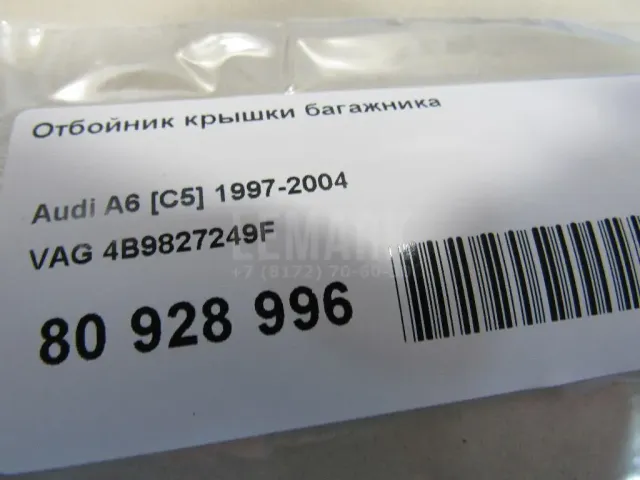 Отбойник крышки багажника
Audi A6 [C5] 1997-2004
VAG 4B9827249F
80 928 996